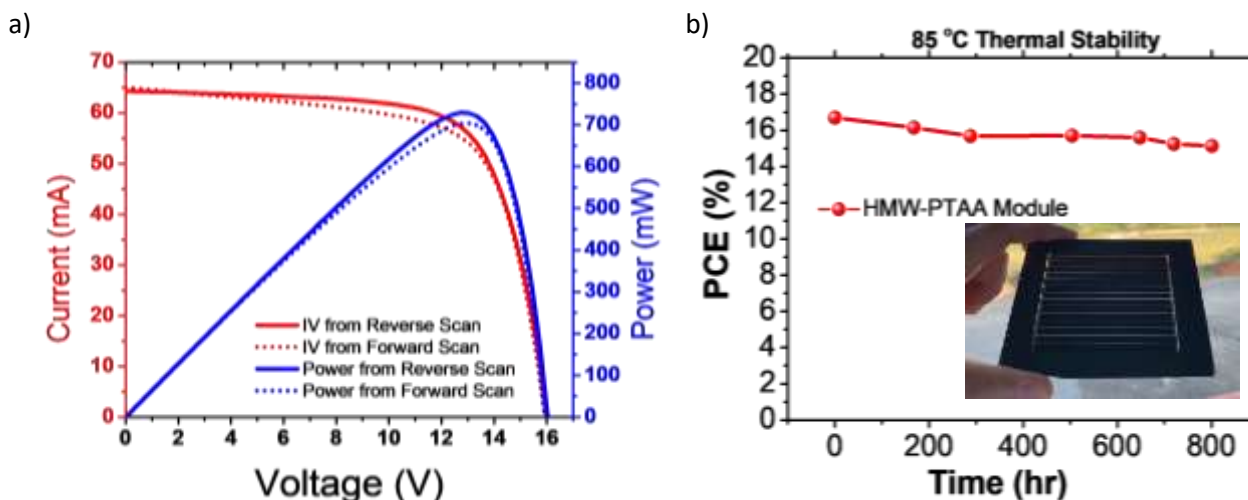 a)
70
60
50
40
30
20
10
0
Current (mA)
800
700
600
500
400
300
200
100
0
Power (mW)
IV from Reverse Scan
IV from Forward Scan
Power from Reverse Scan
Power from Forward Scan
0 2 4 6 8 10 12 14 16
Voltage (V)
b)
85 °C Thermal Stability
20
18
16
14
12
10
8
6
4
2
0
PCE (%)
HMW-PTAA Module
0 200 400 600 800
Time (hr)